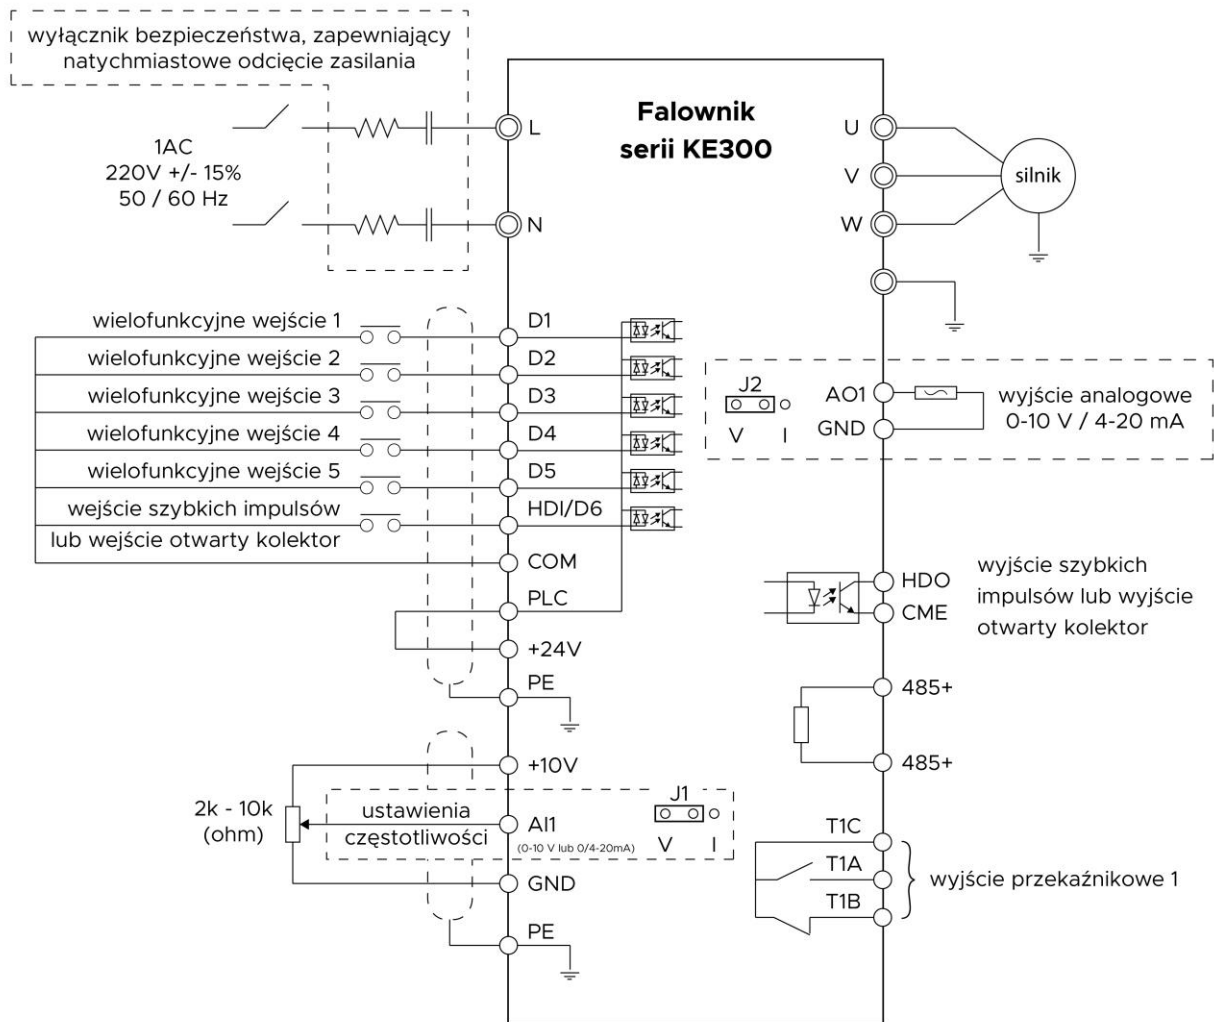 wyłącznik bezpieczeństwa, zapewniający
natychmiastowe odcięcie zasilania
1AC
220V +/- 15%
50 / 60 Hz
L
N
Falownik
serii KE300
U
V
W
silnik
wielofunkcyjne wejście 1
D1
wielofunkcyjne wejście 2
D2
wielofunkcyjne wejście 3
D3
wielofunkcyjne wejście 4
D4
wielofunkcyjne wejście 5
D5
wejście szybkich impulsów
lub wejście otwarty kolektor
HDI/D6
COM
PLC
+24V
PE
J2
V
I
AO1
GND
wyjście analogowe
0-10 V / 4-20 mA
HDO
CME
wyjście szybkich
impulsów lub wyjście
otwarty kolektor
485+
485+
+10V
2k - 10k
(ohm)
ustawienia
częstotliwości
AI1
(0-10 V lub 0/4-20mA)
J1
V
I
GND
PE
T1C
T1A
T1B
wyjście przekaźnikowe 1